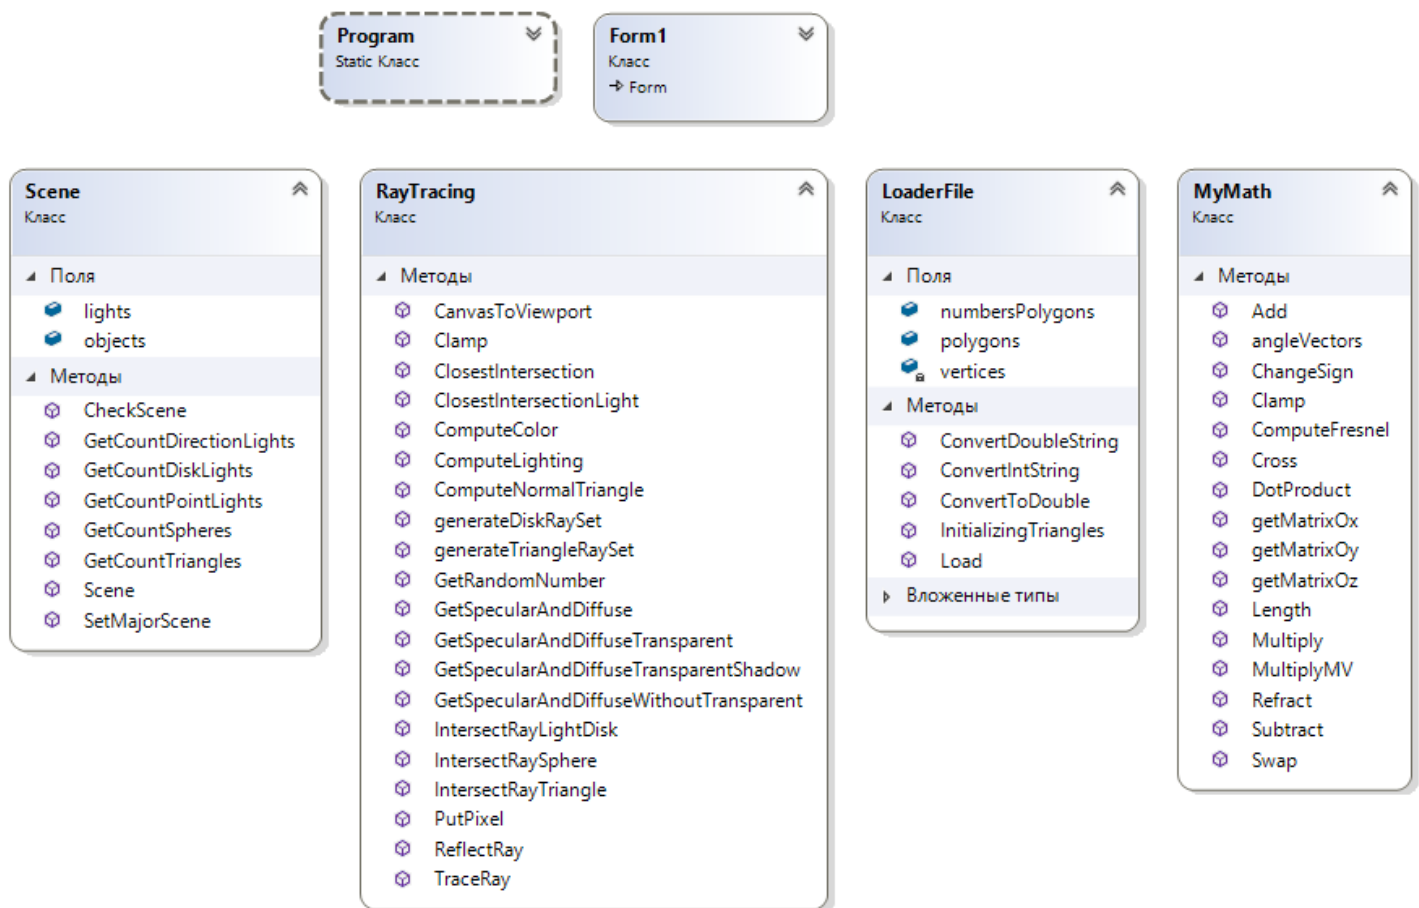 Program
Static Класс
Form1
Класс
Form
Scene
Класс
Поля
lights
objects
Методы
CheckScene
GetCountDirectionLights
GetCountDiskLights
GetCountPointLights
GetCountSpheres
GetCountTriangles
Scene
SetMajorScene
RayTracing
Класс
Методы
CanvasToViewport
Clamp
ClosestIntersection
ClosestIntersectionLight
ComputeColor
ComputeLighting
ComputeNormalTriangle
generateDiskRaySet
generateTriangleRaySet
GetRandomNumber
GetSpecularAndDiffuse
GetSpecularAndDiffuseTransparent
GetSpecularAndDiffuseTransparentShadow
GetSpecularAndDiffuseWithoutTransparent
IntersectRayLightDisk
IntersectRaySphere
IntersectRayTriangle
PutPixel
ReflectRay
TraceRay
LoaderFile
Класс
Поля
numbersPolygons
polygons
vertices
Методы
ConvertDoubleString
ConvertIntString
ConvertToDouble
InitializingTriangles
Load
Вложенные типы
MyMath
Класс
Методы
Add
angleVectors
ChangeSign
Clamp
ComputeFresnel
Cross
DotProduct
getMatrixOx
getMatrixOy
getMatrixOz
Length
Multiply
MultiplyMV
Refract
Subtract
Swap